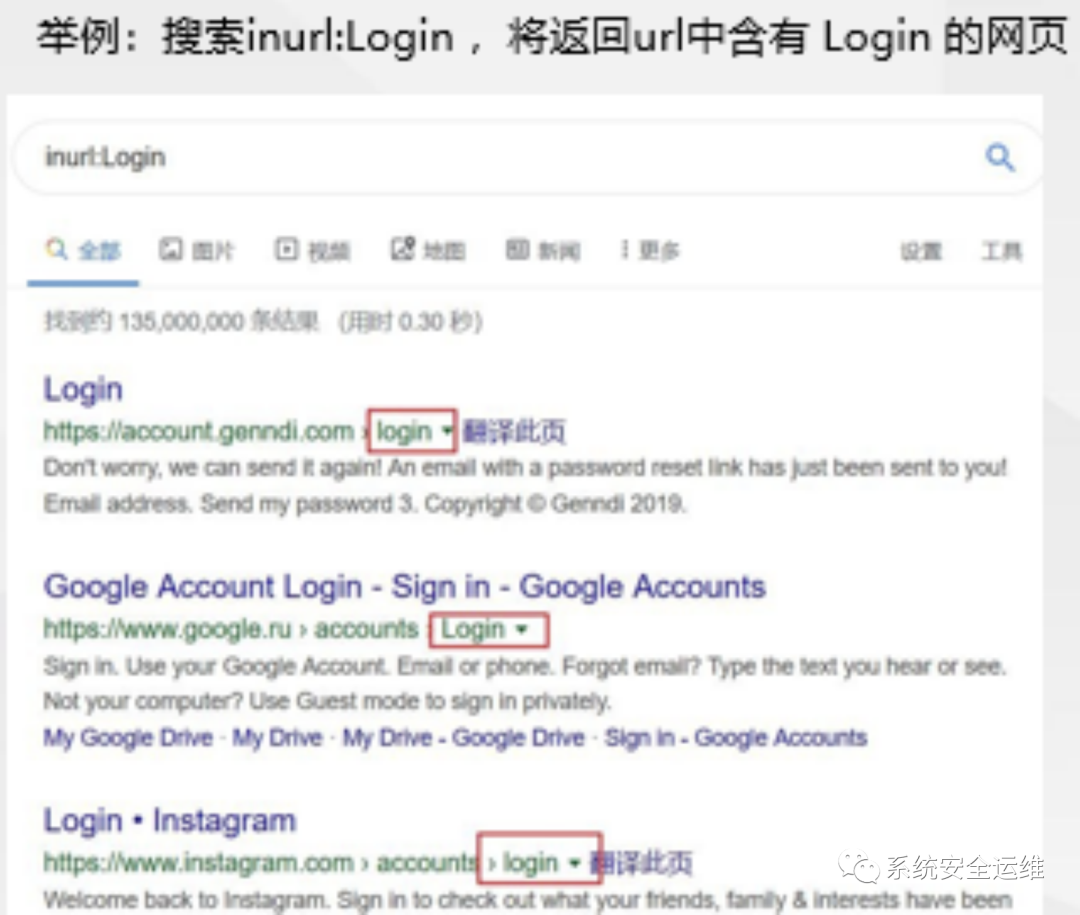 举例：搜索inurl:Login ，将返回url中含有 Login 的网页
inurl:Login
全部 图片 视频 地图 新闻 更多 设置 工具
找到约 135,000,000 条结果 （用时 0.30 秒）
Login
https://account.genndi.com › login 翻译此页
Don't worry, we can send it again! An email with a password reset link has just been sent to you!
Email address. Send my password 3. Copyright © Genndi 2019.
Google Account Login - Sign in - Google Accounts
https://www.google.ru › accounts › Login
Sign in. Use your Google Account. Email or phone. Forgot email? Type the text you hear or see.
Not your computer? Use Guest mode to sign in privately.
My Google Drive · My Drive · My Drive - Google Drive · Sign in - Google Accounts
Login • Instagram
https://www.instagram.com › accounts › login 翻译此页
Welcome back to Instagram. Sign in to check out what your friends, family & interests have been
系统安全运维